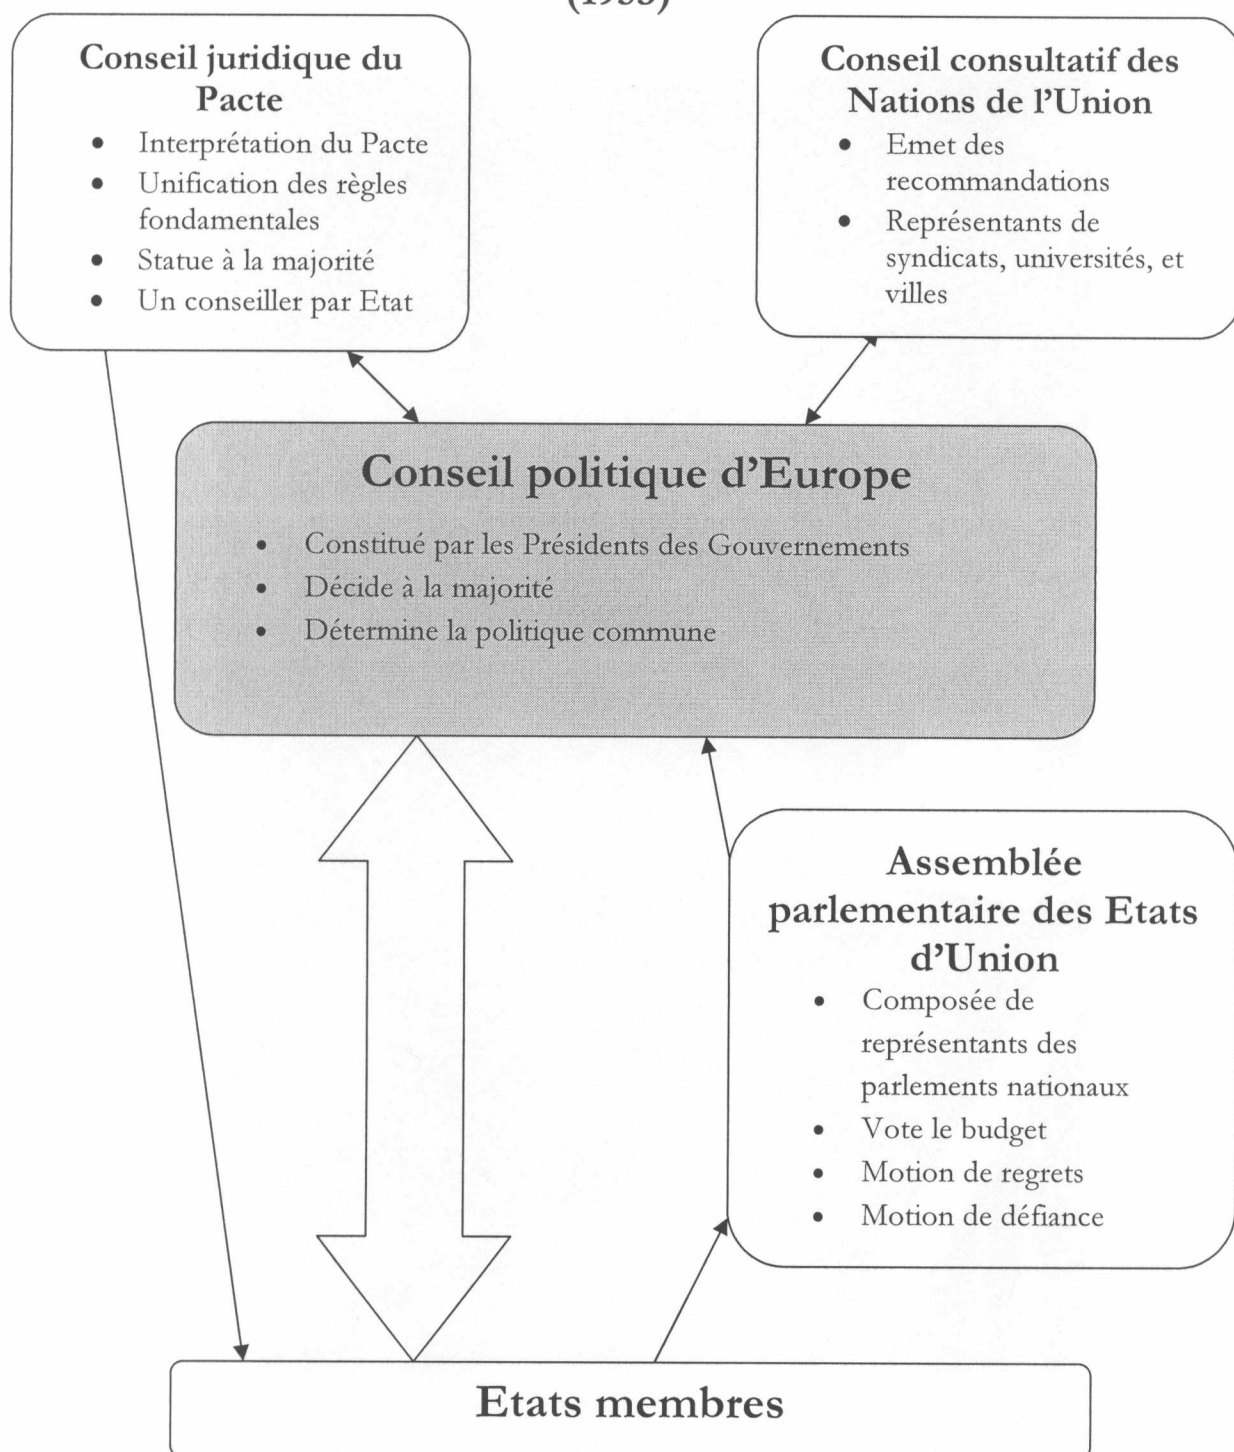 Conseil juridique du
Pacte
• Interprétation du Pacte
• Unification des règles
fondamentales
• Statue à la majorité
• Un conseiller par Etat
Conseil consultatif des
Nations de l'Union
• Emet des
recommandations
• Représentants de
syndicats, universités, et
villes
Conseil politique d'Europe
• Constitué par les Présidents des Gouvernements
• Décide à la majorité
• Détermine la politique commune
Assemblée
parlementaire des Etats
d'Union
• Composée de
représentants des
parlements nationaux
• Vote le budget
• Motion de regrets
• Motion de défiance
Etats membres